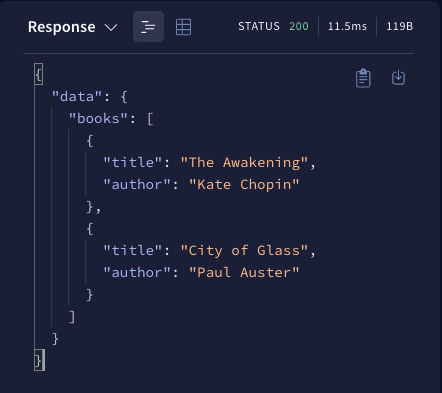 Response STATUS 200 11.5ms 119B
{
  "data": {
    "books": [
      {
        "title": "The Awakening",
        "author": "Kate Chopin"
      },
      {
        "title": "City of Glass",
        "author": "Paul Auster"
      }
    ]
  }
}